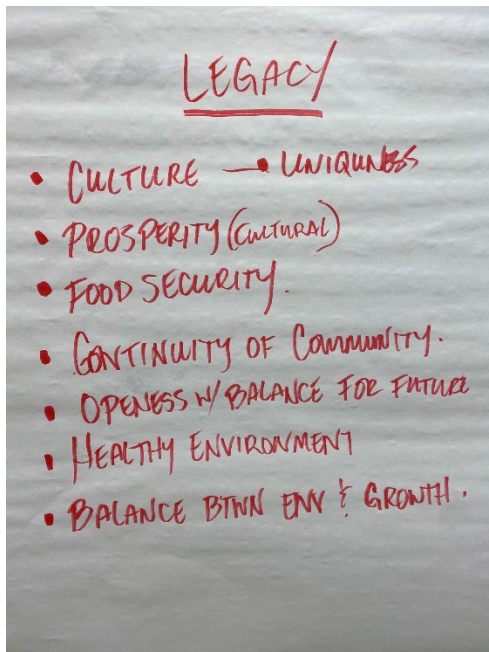 LEGACY
• CULTURE —• UNIQUNESS
• PROSPERITY (CULTURAL)
• FOOD SECURITY.
• CONTINUITY OF COMMUNITY.
• OPENESS W/ BALANCE FOR FUTURE
• HEALTHY ENVIRONMENT
• BALANCE BTWN ENV & GROWTH.